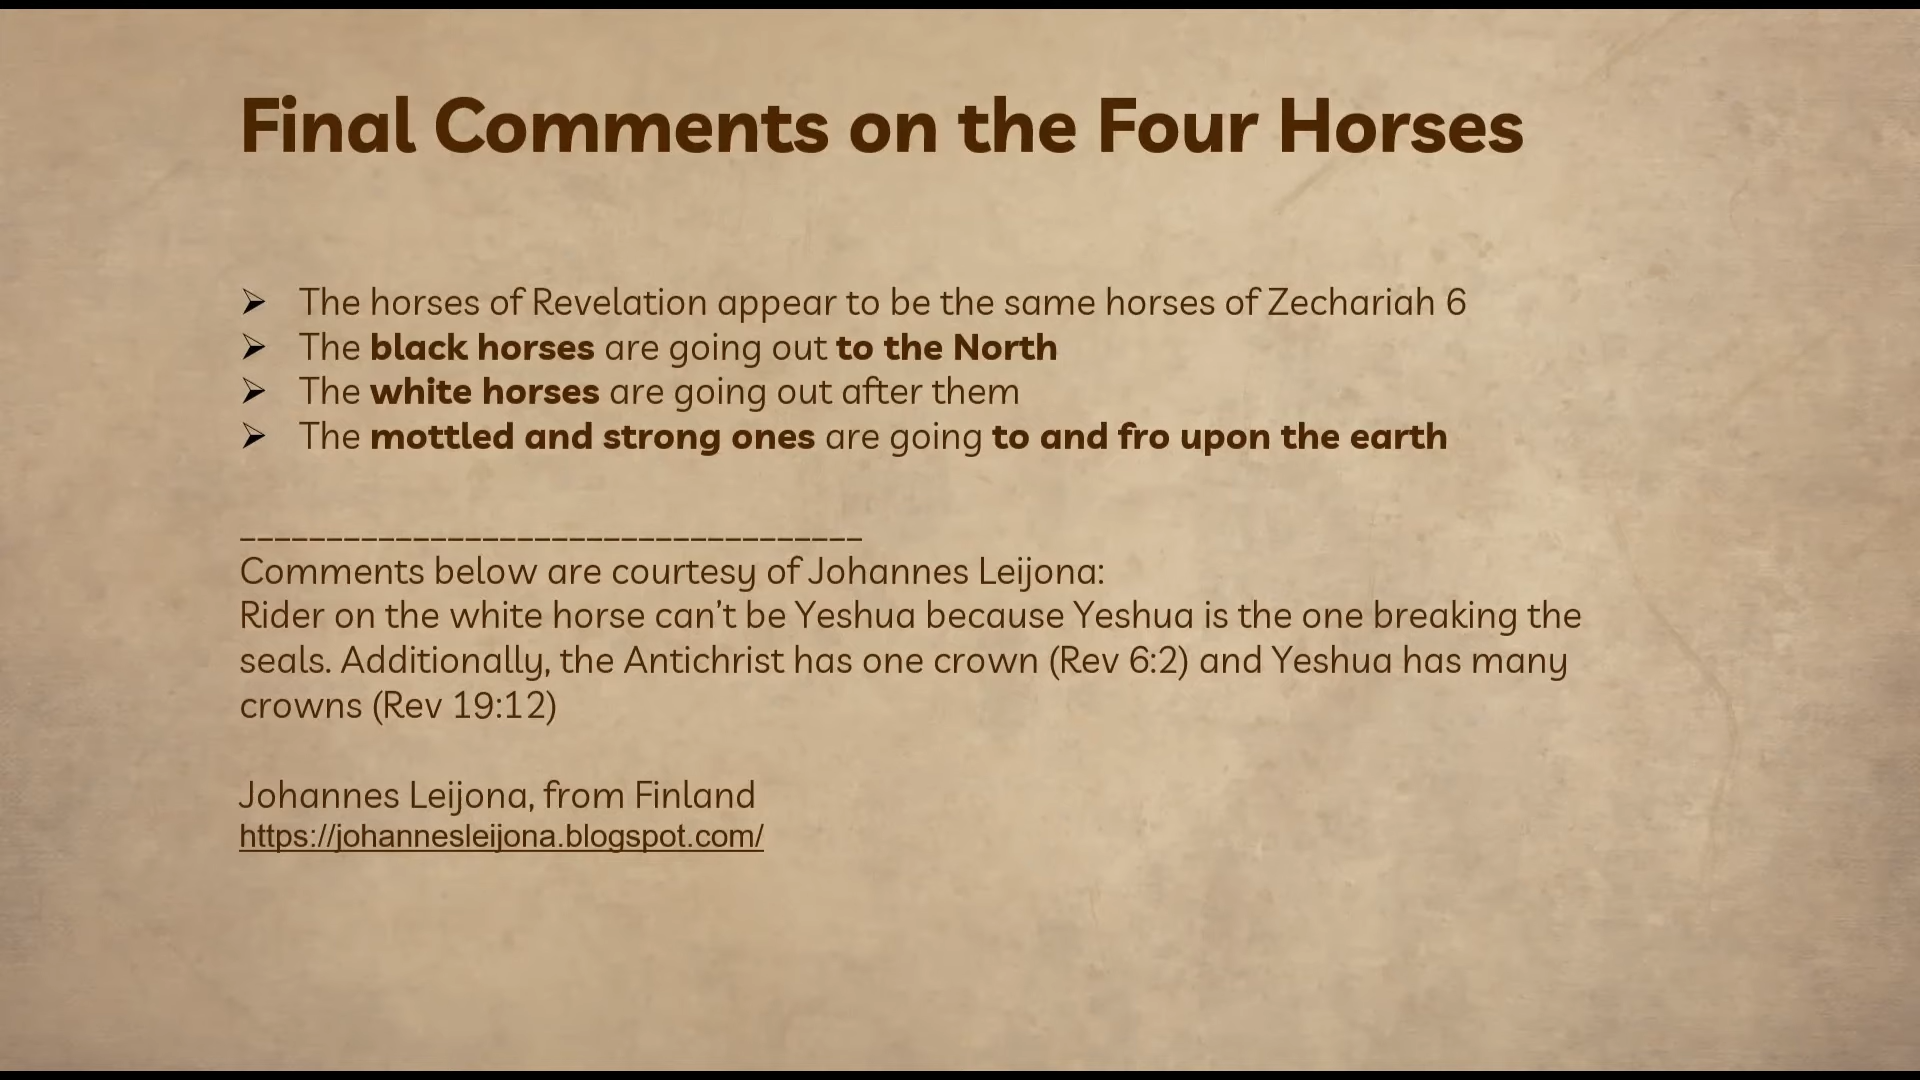 Final Comments on the Four Horses
➢ The horses of Revelation appear to be the same horses of Zechariah 6
➢ The black horses are going out to the North
➢ The white horses are going out after them
➢ The mottled and strong ones are going to and fro upon the earth
____________________________________
Comments below are courtesy of Johannes Leijona:
Rider on the white horse can’t be Yeshua because Yeshua is the one breaking the
seals. Additionally, the Antichrist has one crown (Rev 6:2) and Yeshua has many
crowns (Rev 19:12)
Johannes Leijona, from Finland
https://johannesleijona.blogspot.com/